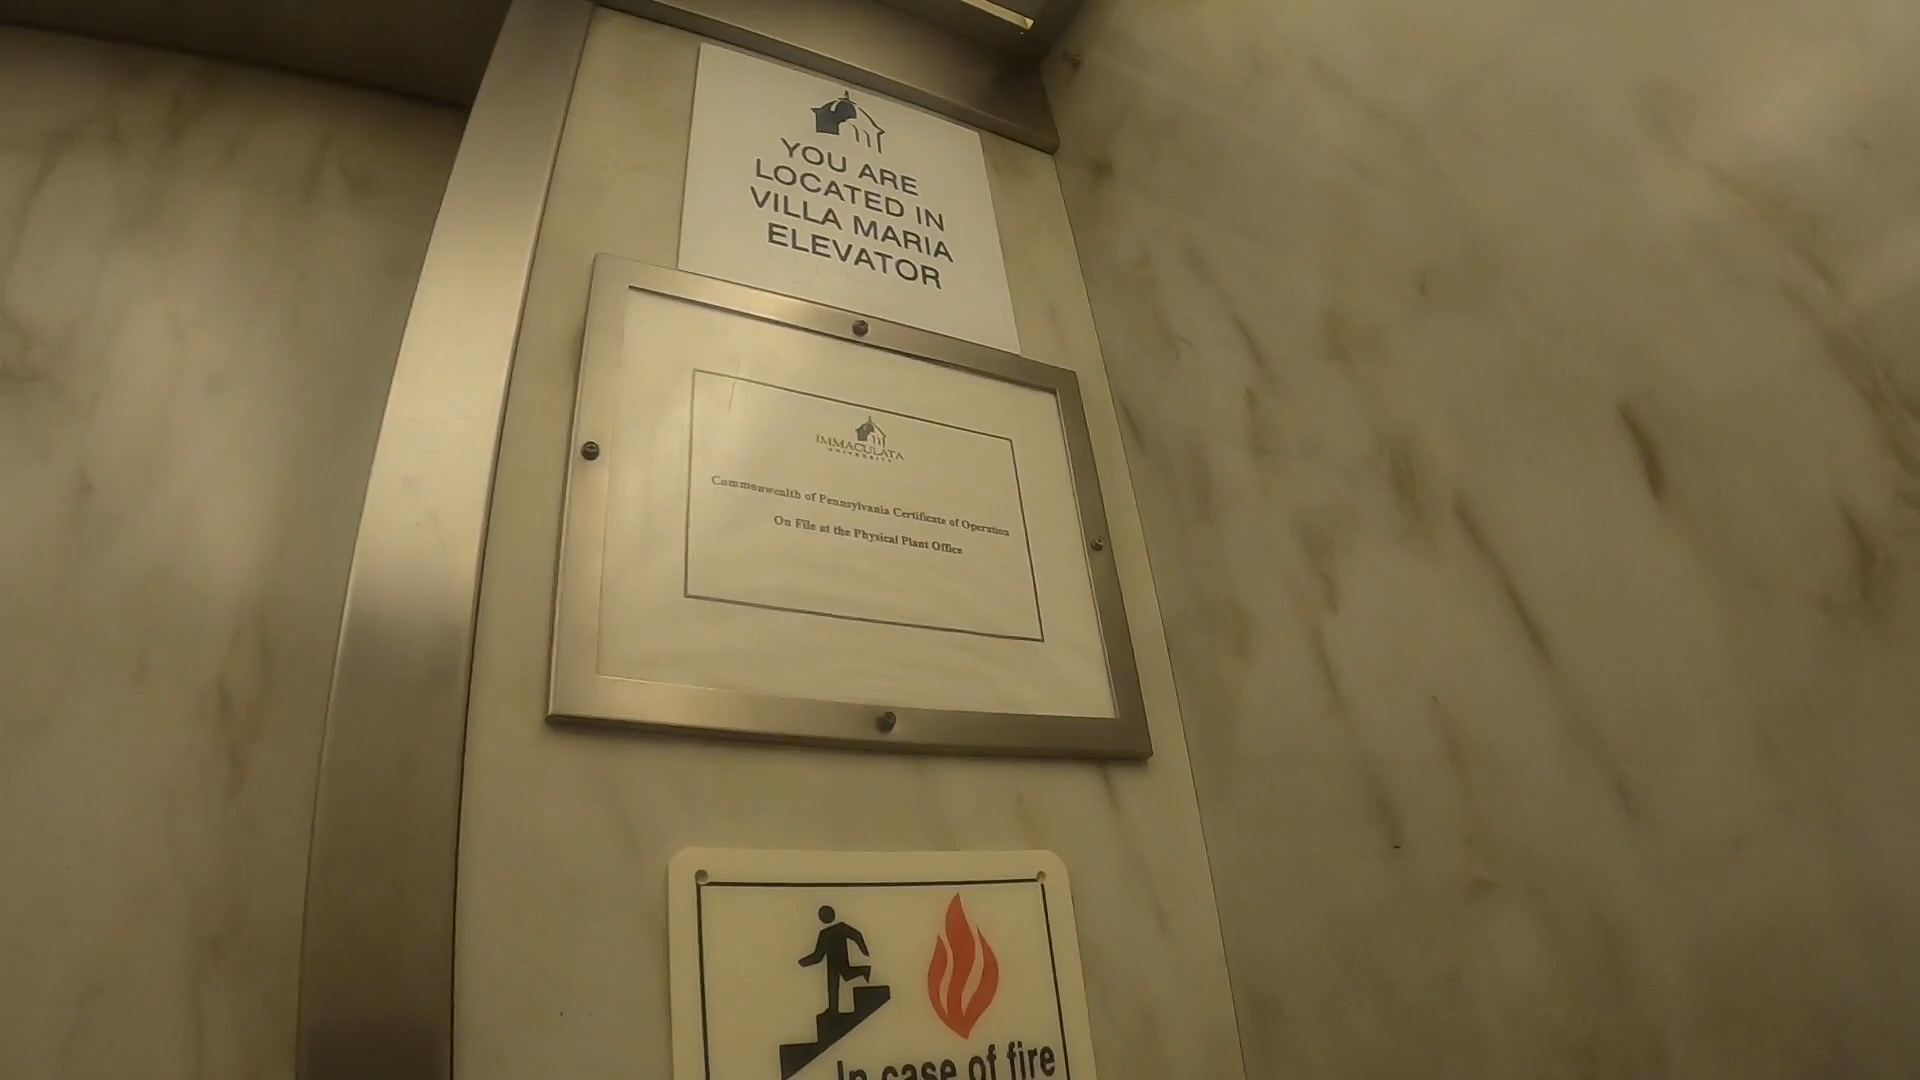 YOU ARE
LOCATED IN
VILLA MARIA
ELEVATOR
IMMACULATA
UNIVERSITY
Commonwealth of Pennsylvania Certificate of Operation
On File at the Physical Plant Office
In case of fire